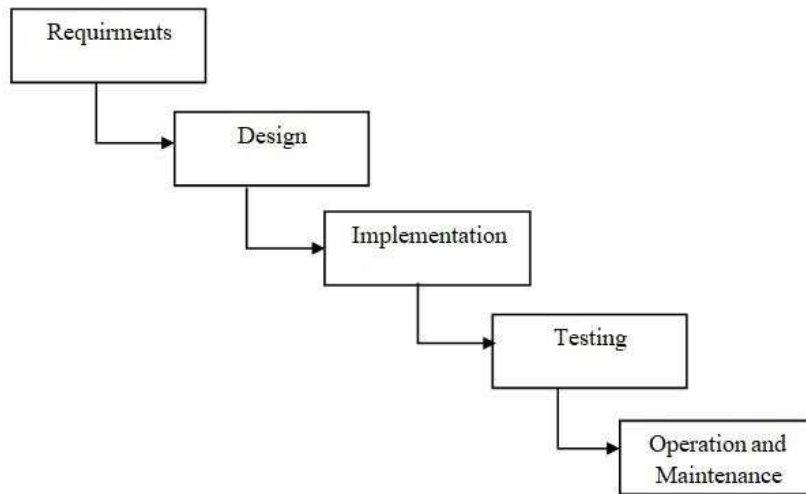 Requirments
Design
Implementation
Testing
Operation and
Maintenance